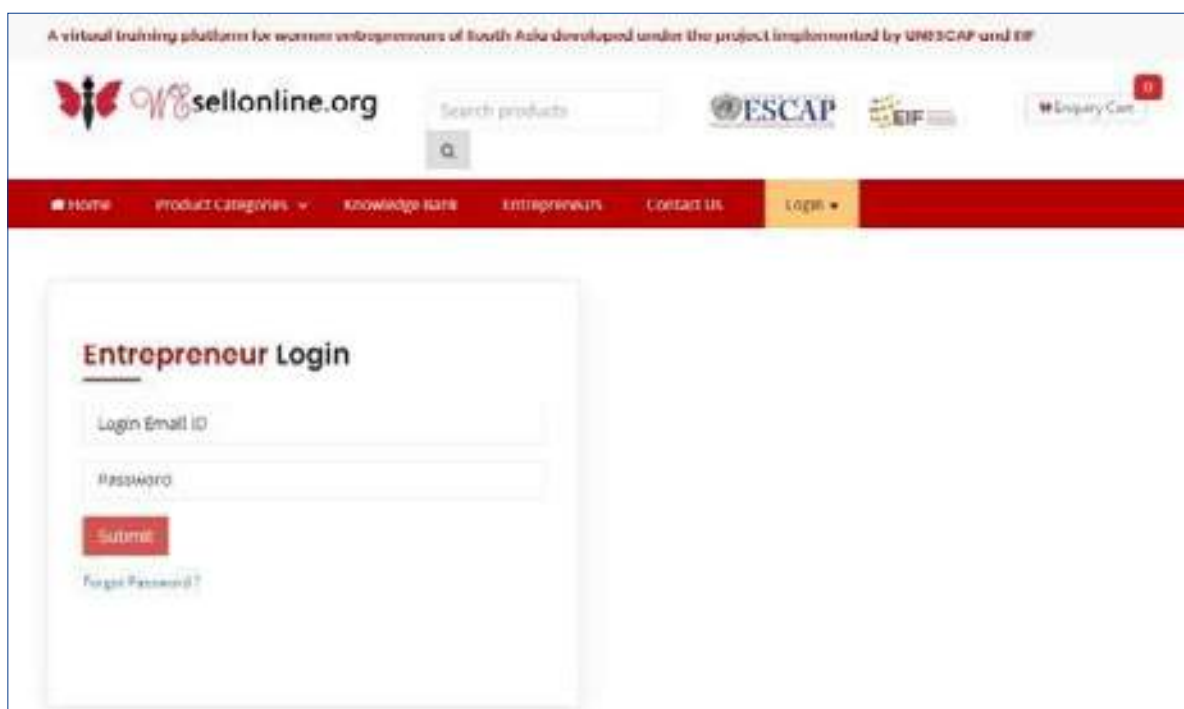 A virtual training platform for women entrepreneurs of South Asia developed under the project implemented by UNESCAP and EIF
WEsellonline.org
Search products
ESCAP
EIF
Enquiry Cart
0
Home
Product Categories
Knowledge Bank
Entrepreneurs
Contact Us
Login
Entrepreneur Login
Login Email ID
Password
Submit
Forgot Password ?